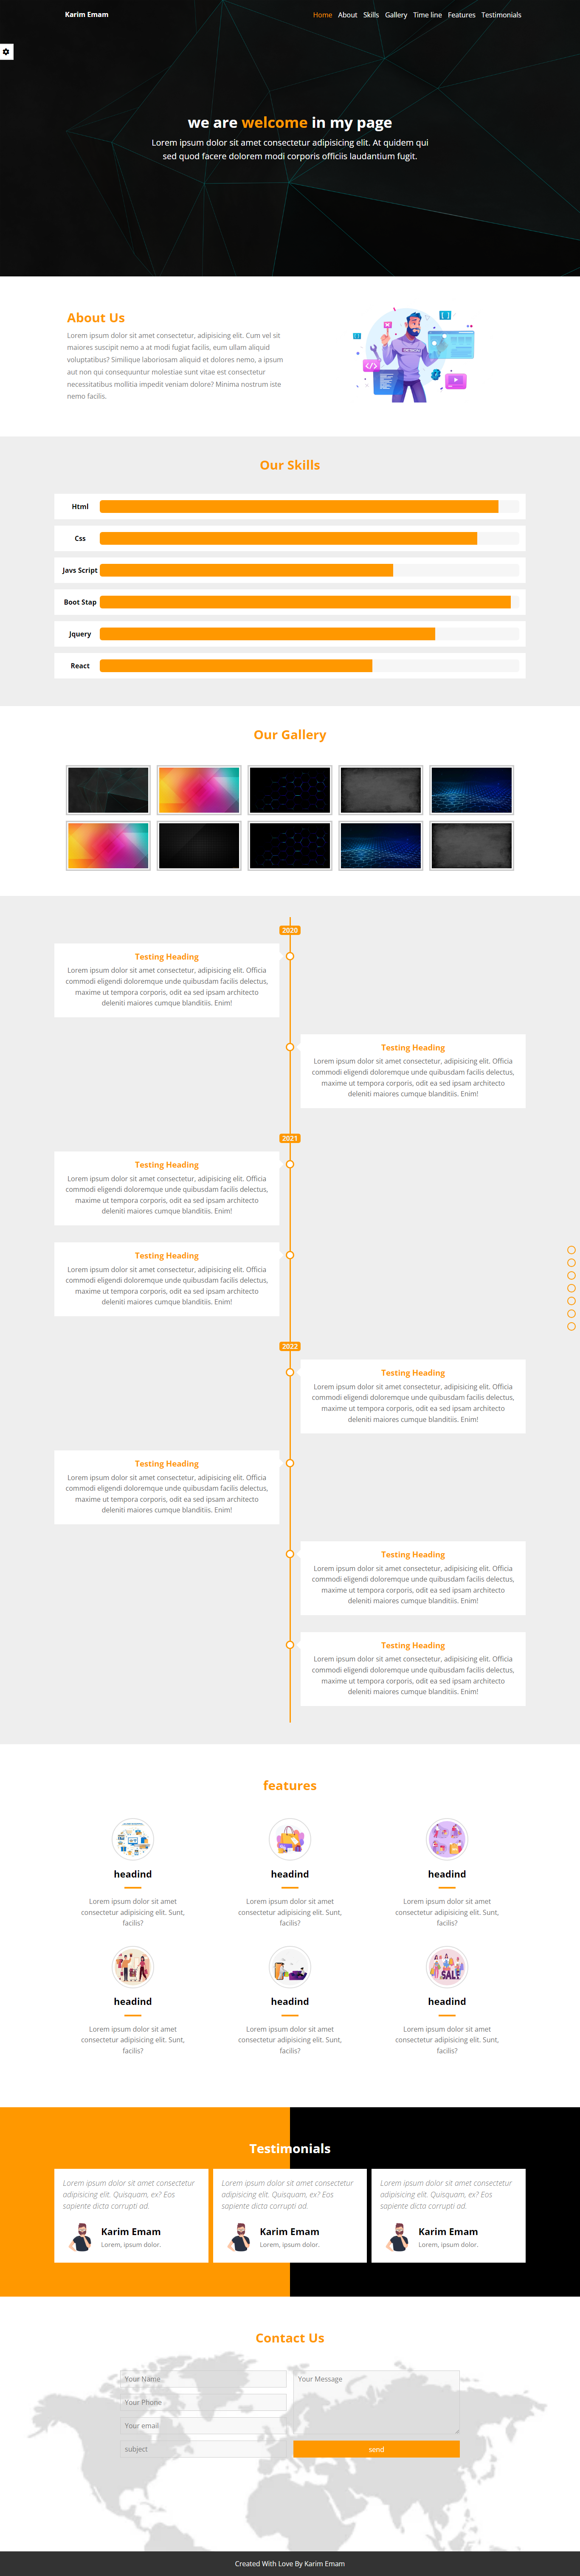 Karim Emam
Home About Skills Gallery Time line Features Testimonials
we are welcome in my page
Lorem ipsum dolor sit amet consectetur adipisicing elit. At quidem qui
sed quod facere dolorem modi corporis officiis laudantium fugit.
About Us
Lorem ipsum dolor sit amet consectetur, adipisicing elit. Cum vel sit
maiores suscipit nemo a at modi fugiat facilis, eum ullam aliquid
voluptatibus? Similique laboriosam aliquid et dolores nemo, a ipsum
aut non qui consequuntur molestiae sunt vitae est consectetur
necessitatibus mollitia impedit veniam dolore? Minima nostrum iste
nemo facilis.
Our Skills
Html
Css
Javs Script
Boot Stap
Jquery
React
Our Gallery
2020
Testing Heading
Lorem ipsum dolor sit amet consectetur, adipisicing elit. Officia
commodi eligendi doloremque unde quibusdam facilis delectus,
maxime ut tempora corporis, odit ea sed ipsam architecto
deleniti maiores cumque blanditiis. Enim!
Testing Heading
Lorem ipsum dolor sit amet consectetur, adipisicing elit. Officia
commodi eligendi doloremque unde quibusdam facilis delectus,
maxime ut tempora corporis, odit ea sed ipsam architecto
deleniti maiores cumque blanditiis. Enim!
2021
Testing Heading
Lorem ipsum dolor sit amet consectetur, adipisicing elit. Officia
commodi eligendi doloremque unde quibusdam facilis delectus,
maxime ut tempora corporis, odit ea sed ipsam architecto
deleniti maiores cumque blanditiis. Enim!
Testing Heading
Lorem ipsum dolor sit amet consectetur, adipisicing elit. Officia
commodi eligendi doloremque unde quibusdam facilis delectus,
maxime ut tempora corporis, odit ea sed ipsam architecto
deleniti maiores cumque blanditiis. Enim!
2022
Testing Heading
Lorem ipsum dolor sit amet consectetur, adipisicing elit. Officia
commodi eligendi doloremque unde quibusdam facilis delectus,
maxime ut tempora corporis, odit ea sed ipsam architecto
deleniti maiores cumque blanditiis. Enim!
Testing Heading
Lorem ipsum dolor sit amet consectetur, adipisicing elit. Officia
commodi eligendi doloremque unde quibusdam facilis delectus,
maxime ut tempora corporis, odit ea sed ipsam architecto
deleniti maiores cumque blanditiis. Enim!
Testing Heading
Lorem ipsum dolor sit amet consectetur, adipisicing elit. Officia
commodi eligendi doloremque unde quibusdam facilis delectus,
maxime ut tempora corporis, odit ea sed ipsam architecto
deleniti maiores cumque blanditiis. Enim!
Testing Heading
Lorem ipsum dolor sit amet consectetur, adipisicing elit. Officia
commodi eligendi doloremque unde quibusdam facilis delectus,
maxime ut tempora corporis, odit ea sed ipsam architecto
deleniti maiores cumque blanditiis. Enim!
features
headind
Lorem ipsum dolor sit amet
consectetur adipisicing elit. Sunt,
facilis?
headind
Lorem ipsum dolor sit amet
consectetur adipisicing elit. Sunt,
facilis?
headind
Lorem ipsum dolor sit amet
consectetur adipisicing elit. Sunt,
facilis?
headind
Lorem ipsum dolor sit amet
consectetur adipisicing elit. Sunt,
facilis?
headind
Lorem ipsum dolor sit amet
consectetur adipisicing elit. Sunt,
facilis?
SALE
headind
Lorem ipsum dolor sit amet
consectetur adipisicing elit. Sunt,
facilis?
Testimonials
Lorem ipsum dolor sit amet consectetur
adipisicing elit. Quisquam, ex? Eos
sapiente dicta corrupti ad.
Karim Emam
Lorem, ipsum dolor.
Lorem ipsum dolor sit amet consectetur
adipisicing elit. Quisquam, ex? Eos
sapiente dicta corrupti ad.
Karim Emam
Lorem, ipsum dolor.
Lorem ipsum dolor sit amet consectetur
adipisicing elit. Quisquam, ex? Eos
sapiente dicta corrupti ad.
Karim Emam
Lorem, ipsum dolor.
Contact Us
Your Name
Your Phone
Your email
subject
Your Message
send
Created With Love By Karim Emam